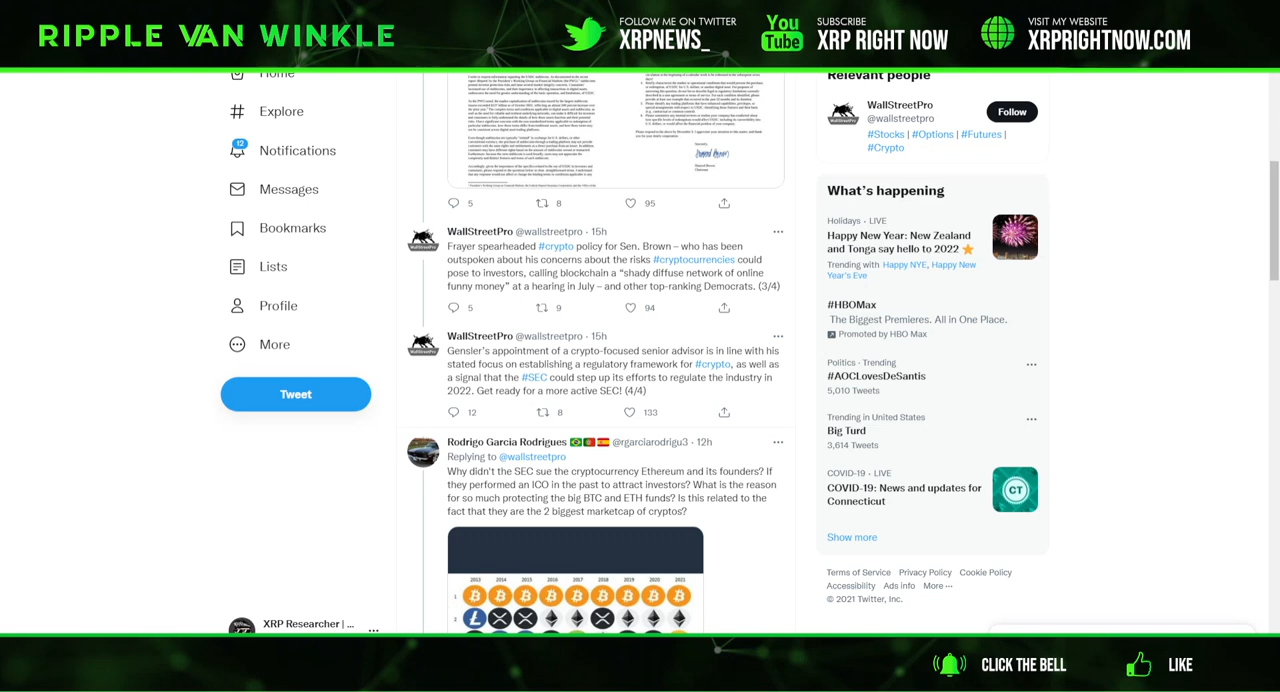 RIPPLE VAN WINKLE
FOLLOW ME ON TWITTER
XRPNEWS_
You
Tube
SUBSCRIBE
XRP RIGHT NOW
VISIT MY WEBSITE
XRPRIGHTNOW.COM
Home
Explore
12
Notifications
Messages
Bookmarks
Lists
Profile
More
Tweet
XRP Researcher | ...
Sincerely,
Chairman
5 8 95
WallStreetPro @wallstreetpro · 15h
Frayer spearheaded #crypto policy for Sen. Brown – who has been
outspoken about his concerns about the risks #cryptocurrencies could
pose to investors, calling blockchain a “shady diffuse network of online
funny money” at a hearing in July – and other top-ranking Democrats. (3/4)
5 9 94
WallStreetPro @wallstreetpro · 15h
Gensler’s appointment of a crypto-focused senior advisor is in line with his
stated focus on establishing a regulatory framework for #crypto, as well as
a signal that the #SEC could step up its efforts to regulate the industry in
2022. Get ready for a more active SEC! (4/4)
12 8 133
Rodrigo Garcia Rodrigues @rgarciarodrigu3 · 12h
Replying to @wallstreetpro
Why didn't the SEC sue the cryptocurrency Ethereum and its founders? If
they performed an ICO in the past to attract investors? What is the reason
for so much protecting the big BTC and ETH funds? Is this related to the
fact that they are the 2 biggest marketcap of cryptos?
2013 2014 2015 2016 2017 2018 2019 2020 2021
1
2
Relevant people
WallStreetPro
@wallstreetpro
Follow
#Stocks | #Options | #Futures |
#Crypto
What’s happening
Holidays · LIVE
Happy New Year: New Zealand
and Tonga say hello to 2022
Trending with Happy NYE, Happy New
Year's Eve
#HBOMax
The Biggest Premieres. All in One Place.
Promoted by HBO Max
Politics · Trending
#AOCLovesDeSantis
5,010 Tweets
Trending in United States
Big Turd
3,614 Tweets
COVID-19 · LIVE
COVID-19: News and updates for
Connecticut
CT
Show more
Terms of Service Privacy Policy Cookie Policy
Accessibility Ads info More ···
© 2021 Twitter, Inc.
CLICK THE BELL
LIKE